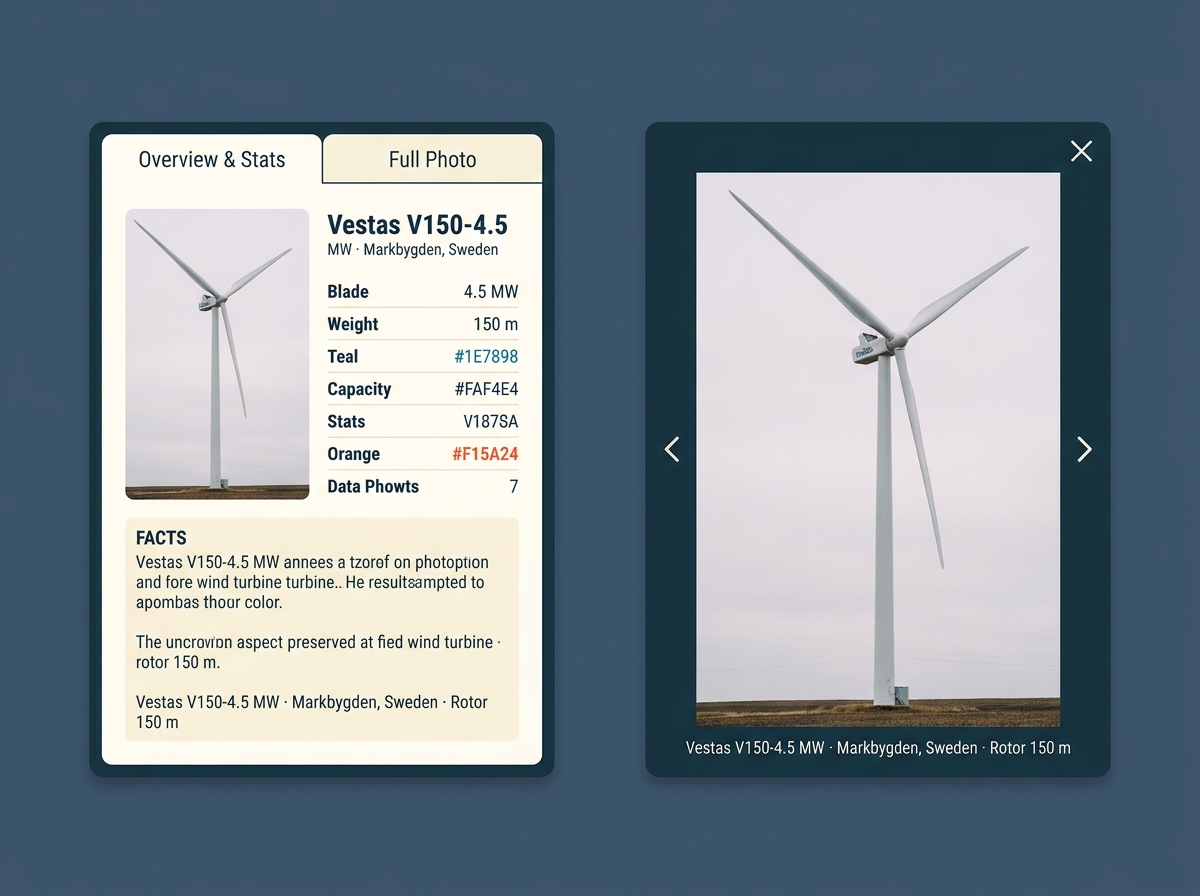 Overview & Stats
Full Photo
Vestas V150-4.5
MW · Markbygden, Sweden
Blade 4.5 MW
Weight 150 m
Teal #1E7898
Capacity #FAF4E4
Stats V187SA
Orange #F15A24
Data Phowts 7
FACTS
Vestas V150-4.5 MW annees a tzorof on photoption
and fore wind turbine turbine.. He resultsampted to
apombas thour color.
The uncrovron aspect preserved at fied wind turbine ·
rotor 150 m.
Vestas V150-4.5 MW · Markbygden, Sweden · Rotor
150 m
Vestas V150-4.5 MW · Markbygden, Sweden · Rotor 150 m